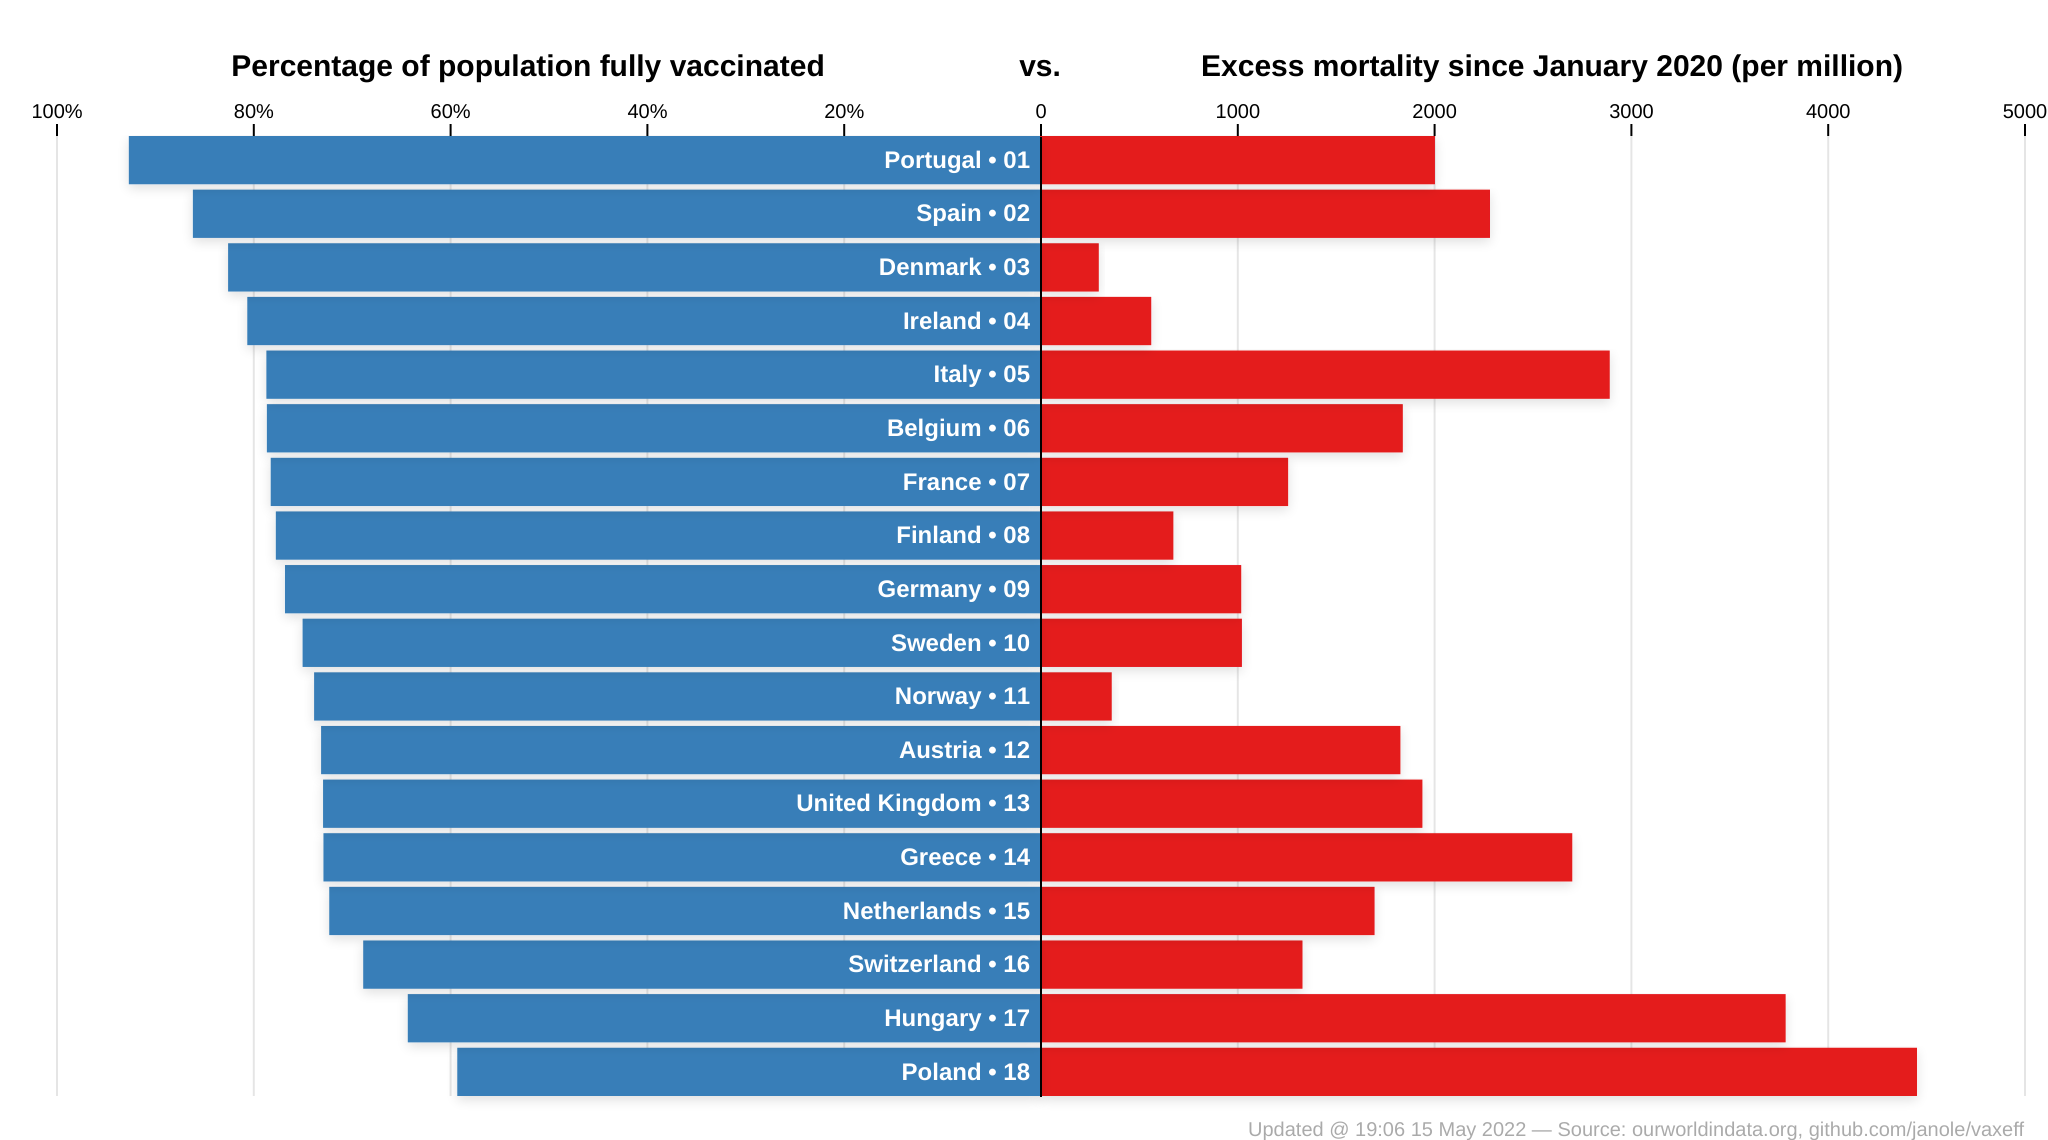 Percentage of population fully vaccinated vs. Excess mortality since January 2020 (per million)
100% 80% 60% 40% 20% 0 1000 2000 3000 4000 5000
Portugal • 01
Spain • 02
Denmark • 03
Ireland • 04
Italy • 05
Belgium • 06
France • 07
Finland • 08
Germany • 09
Sweden • 10
Norway • 11
Austria • 12
United Kingdom • 13
Greece • 14
Netherlands • 15
Switzerland • 16
Hungary • 17
Poland • 18
Updated @ 19:06 15 May 2022 — Source: ourworldindata.org, github.com/janole/vaxeff